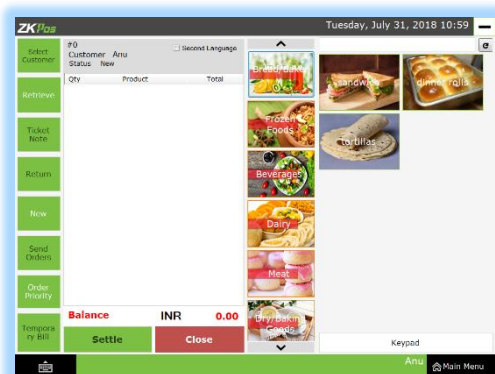 ZKPos
Tuesday, July 31, 2018 10:59
Select
Customer
Retrieve
Ticket
Note
Return
New
Send
Orders
Order
Priority
Tempora
ry Bill
#0
Customer Anu
Status New
Second Language
Qty Product Total
Balance INR 0.00
Settle Close
Frozen
Foods
Beverages
Dairy
Meat
Dry/Baking
Goods
sandwich
dinner rolls
tortillas
Keypad
Anu
Main Menu